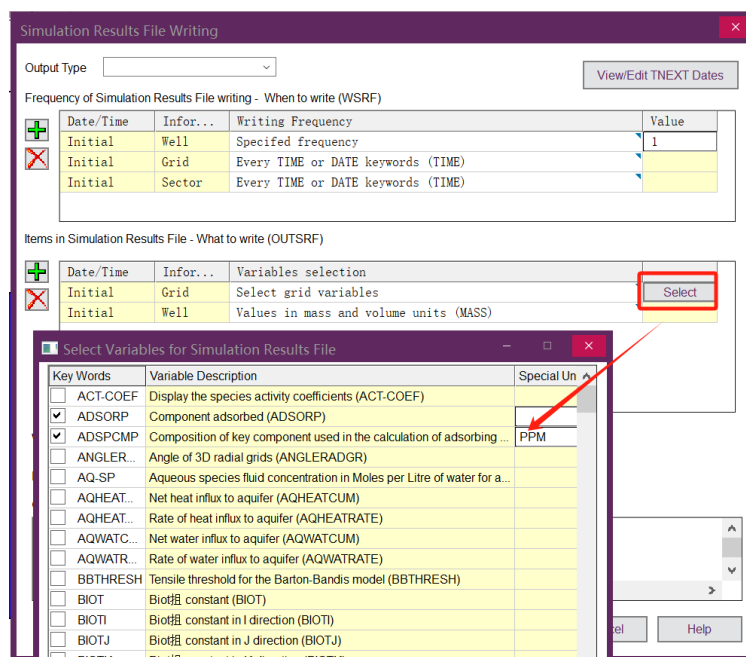 Simulation Results File Writing
Output Type
View/Edit TNEXT Dates
Frequency of Simulation Results File writing - When to write (WSRF)
Date/Time Infor... Writing Frequency Value
Initial Well Specifed frequency 1
Initial Grid Every TIME or DATE keywords (TIME)
Initial Sector Every TIME or DATE keywords (TIME)
Items in Simulation Results File - What to write (OUTSRF)
Date/Time Infor... Variables selection
Initial Grid Select grid variables Select
Initial Well Values in mass and volume units (MASS)
Select Variables for Simulation Results File
Key Words Variable Description Special Un
ACT-COEF Display the species activity coefficients (ACT-COEF)
ADSORP Component adsorbed (ADSORP)
ADSPCMP Composition of key component used in the calculation of adsorbing ... PPM
ANGLER... Angle of 3D radial grids (ANGLERADGR)
AQ-SP Aqueous species fluid concentration in Moles per Litre of water for a...
AQHEAT... Net heat influx to aquifer (AQHEATCUM)
AQHEAT... Rate of heat influx to aquifer (AQHEATRATE)
AQWATC... Net water influx to aquifer (AQWATCUM)
AQWATR... Rate of water influx to aquifer (AQWATRATE)
BBTHRESH Tensile threshold for the Barton-Bandis model (BBTHRESH)
BIOT Biot抯 constant (BIOT)
BIOTI Biot抯 constant in I direction (BIOTI)
BIOTJ Biot抯 constant in J direction (BIOTJ)
cel Help